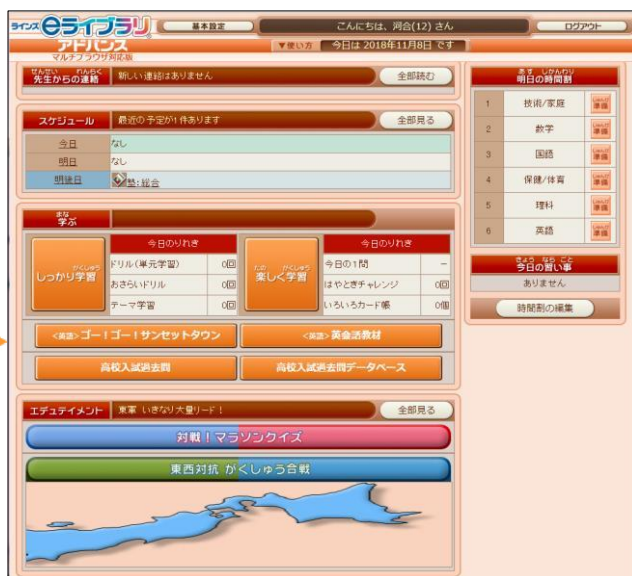 ラインズ eライブラリ
アドバンス
マルチブラウザ対応版
基本設定
こんにちは、河合(12) さん
ログアウト
▼使い方 今日は 2018年11月8日 です
せんせい れんらく
先生からの連絡 新しい連絡はありません 全部読む
スケジュール 最近の予定が1件あります 全部見る
今日 なし
明日 なし
明後日 塾:総合
まな
学ぶ
がくしゅう
しっかり学習
今日のりれき
ドリル(単元学習) 0回
おさらいドリル 0回
テーマ学習 0回
たの がくしゅう
楽しく学習
今日のりれき
今日の1問 −
はやときチャレンジ 0回
いろいろカード帳 0個
<英語>ゴー!ゴー!サンセットタウン
<英語>英会話教材
高校入試過去問
高校入試過去問データベース
エデュテイメント 東軍 いきなり大量リード! 全部見る
対戦!マラソンクイズ
東西対抗 がくしゅう合戦
あす じかんわり
明日の時間割
1 技術/家庭 準備
2 数学 準備
3 国語 準備
4 保健/体育 準備
5 理科 準備
6 英語 準備
きょう なら ごと
今日の習い事
ありません
時間割の編集